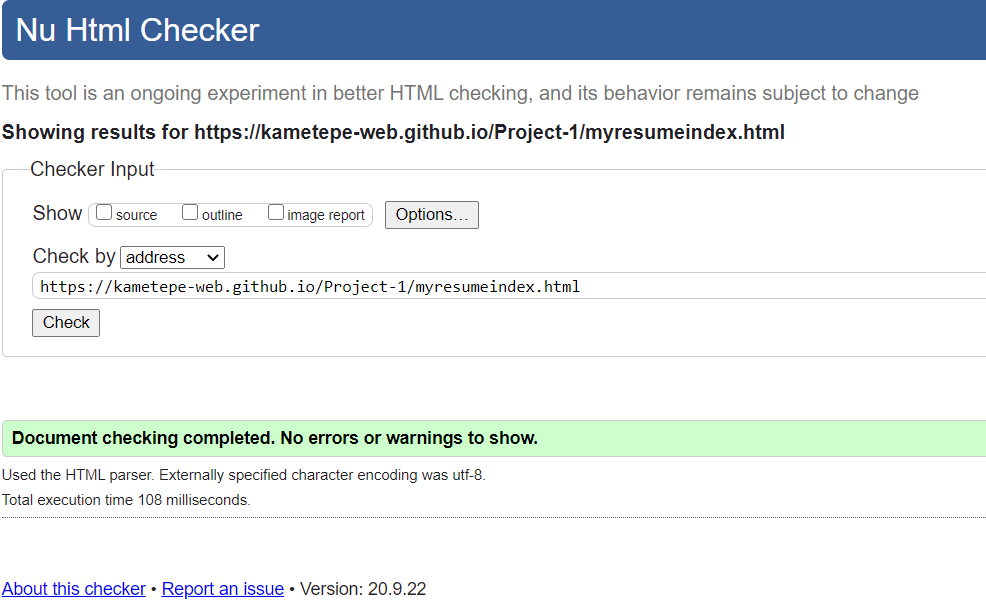 Nu Html Checker
This tool is an ongoing experiment in better HTML checking, and its behavior remains subject to change
Showing results for https://kametepe-web.github.io/Project-1/myresumeindex.html
Checker Input
Show source outline image report Options...
Check by address
https://kametepe-web.github.io/Project-1/myresumeindex.html
Check
Document checking completed. No errors or warnings to show.
Used the HTML parser. Externally specified character encoding was utf-8.
Total execution time 108 milliseconds.
About this checker • Report an issue • Version: 20.9.22